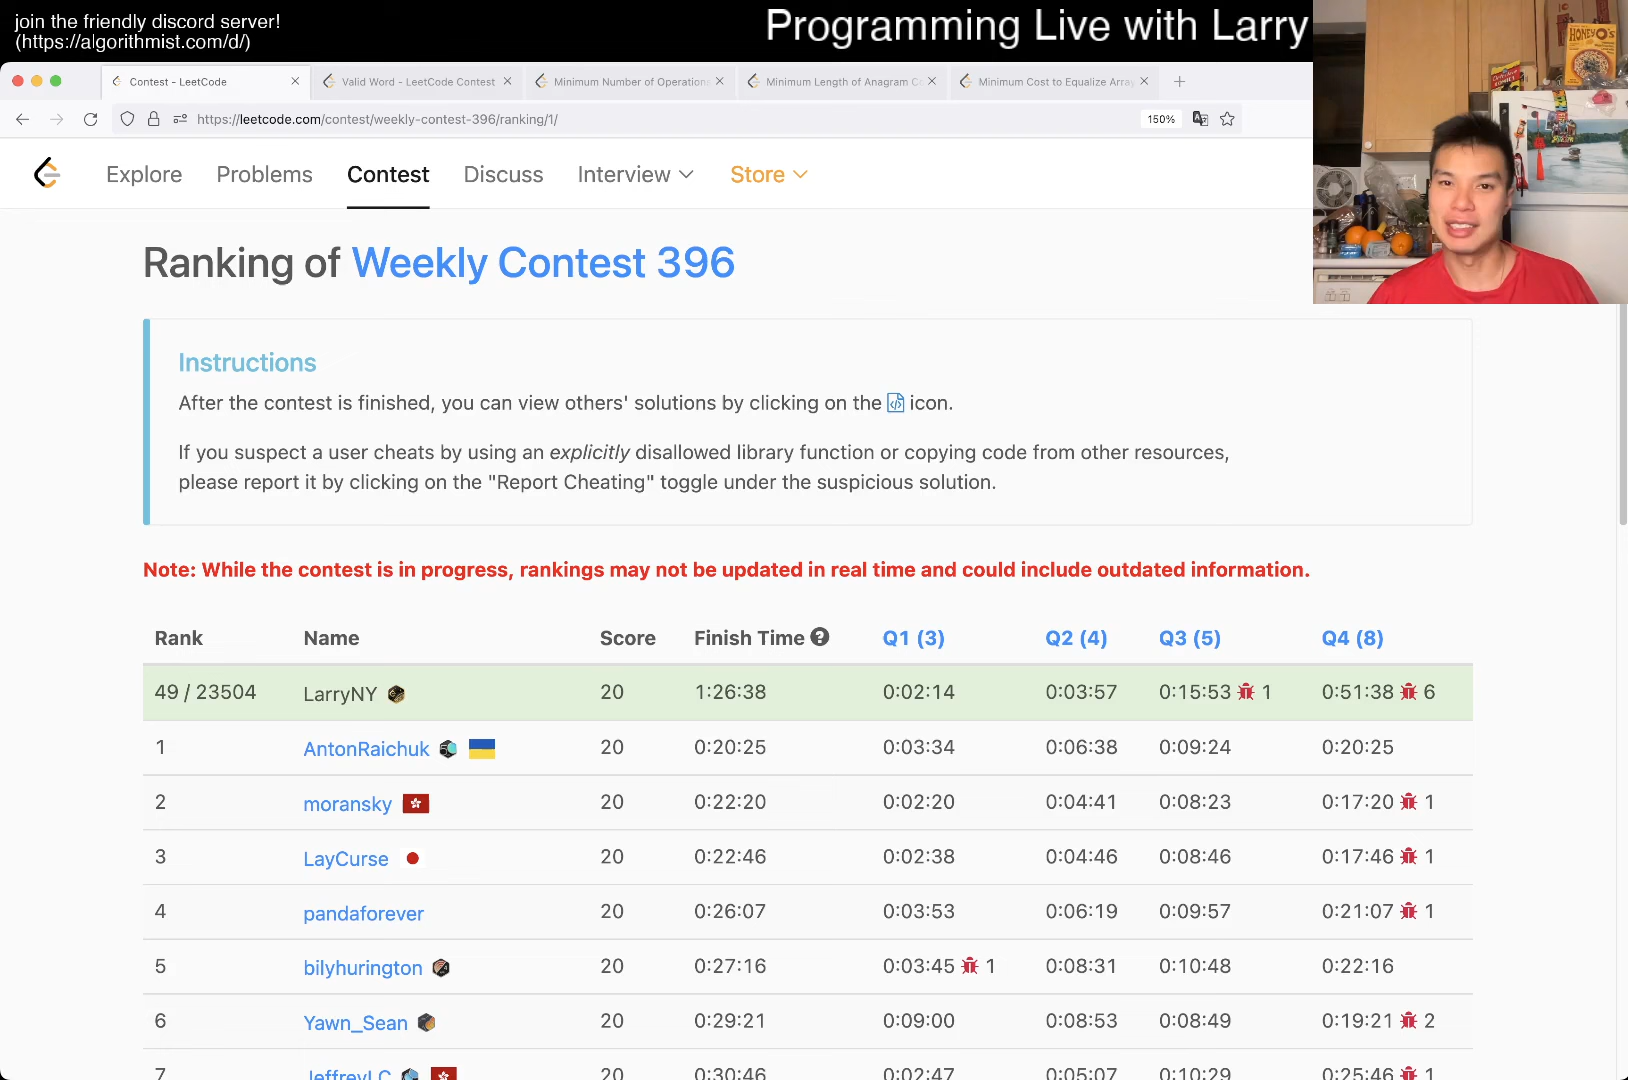 join the friendly discord server!
(https://algorithmist.com/d/)
Programming Live with Larry
HONEY O's
Contest - LeetCode
Valid Word - LeetCode Contest
Minimum Number of Operations
Minimum Length of Anagram C
Minimum Cost to Equalize Array
https://leetcode.com/contest/weekly-contest-396/ranking/1/
150%
Explore Problems Contest Discuss Interview Store
Ranking of Weekly Contest 396
Instructions
After the contest is finished, you can view others' solutions by clicking on the icon.
If you suspect a user cheats by using an explicitly disallowed library function or copying code from other resources,
please report it by clicking on the "Report Cheating" toggle under the suspicious solution.
Note: While the contest is in progress, rankings may not be updated in real time and could include outdated information.
Rank Name Score Finish Time Q1 (3) Q2 (4) Q3 (5) Q4 (8)
49 / 23504 LarryNY 20 1:26:38 0:02:14 0:03:57 0:15:53 1 0:51:38 6
1 AntonRaichuk 20 0:20:25 0:03:34 0:06:38 0:09:24 0:20:25
2 moransky 20 0:22:20 0:02:20 0:04:41 0:08:23 0:17:20 1
3 LayCurse 20 0:22:46 0:02:38 0:04:46 0:08:46 0:17:46 1
4 pandaforever 20 0:26:07 0:03:53 0:06:19 0:09:57 0:21:07 1
5 bilyhurington 20 0:27:16 0:03:45 1 0:08:31 0:10:48 0:22:16
6 Yawn_Sean 20 0:29:21 0:09:00 0:08:53 0:08:49 0:19:21 2
7 JeffreyLC 20 0:30:46 0:02:47 0:05:07 0:10:29 0:25:46 1